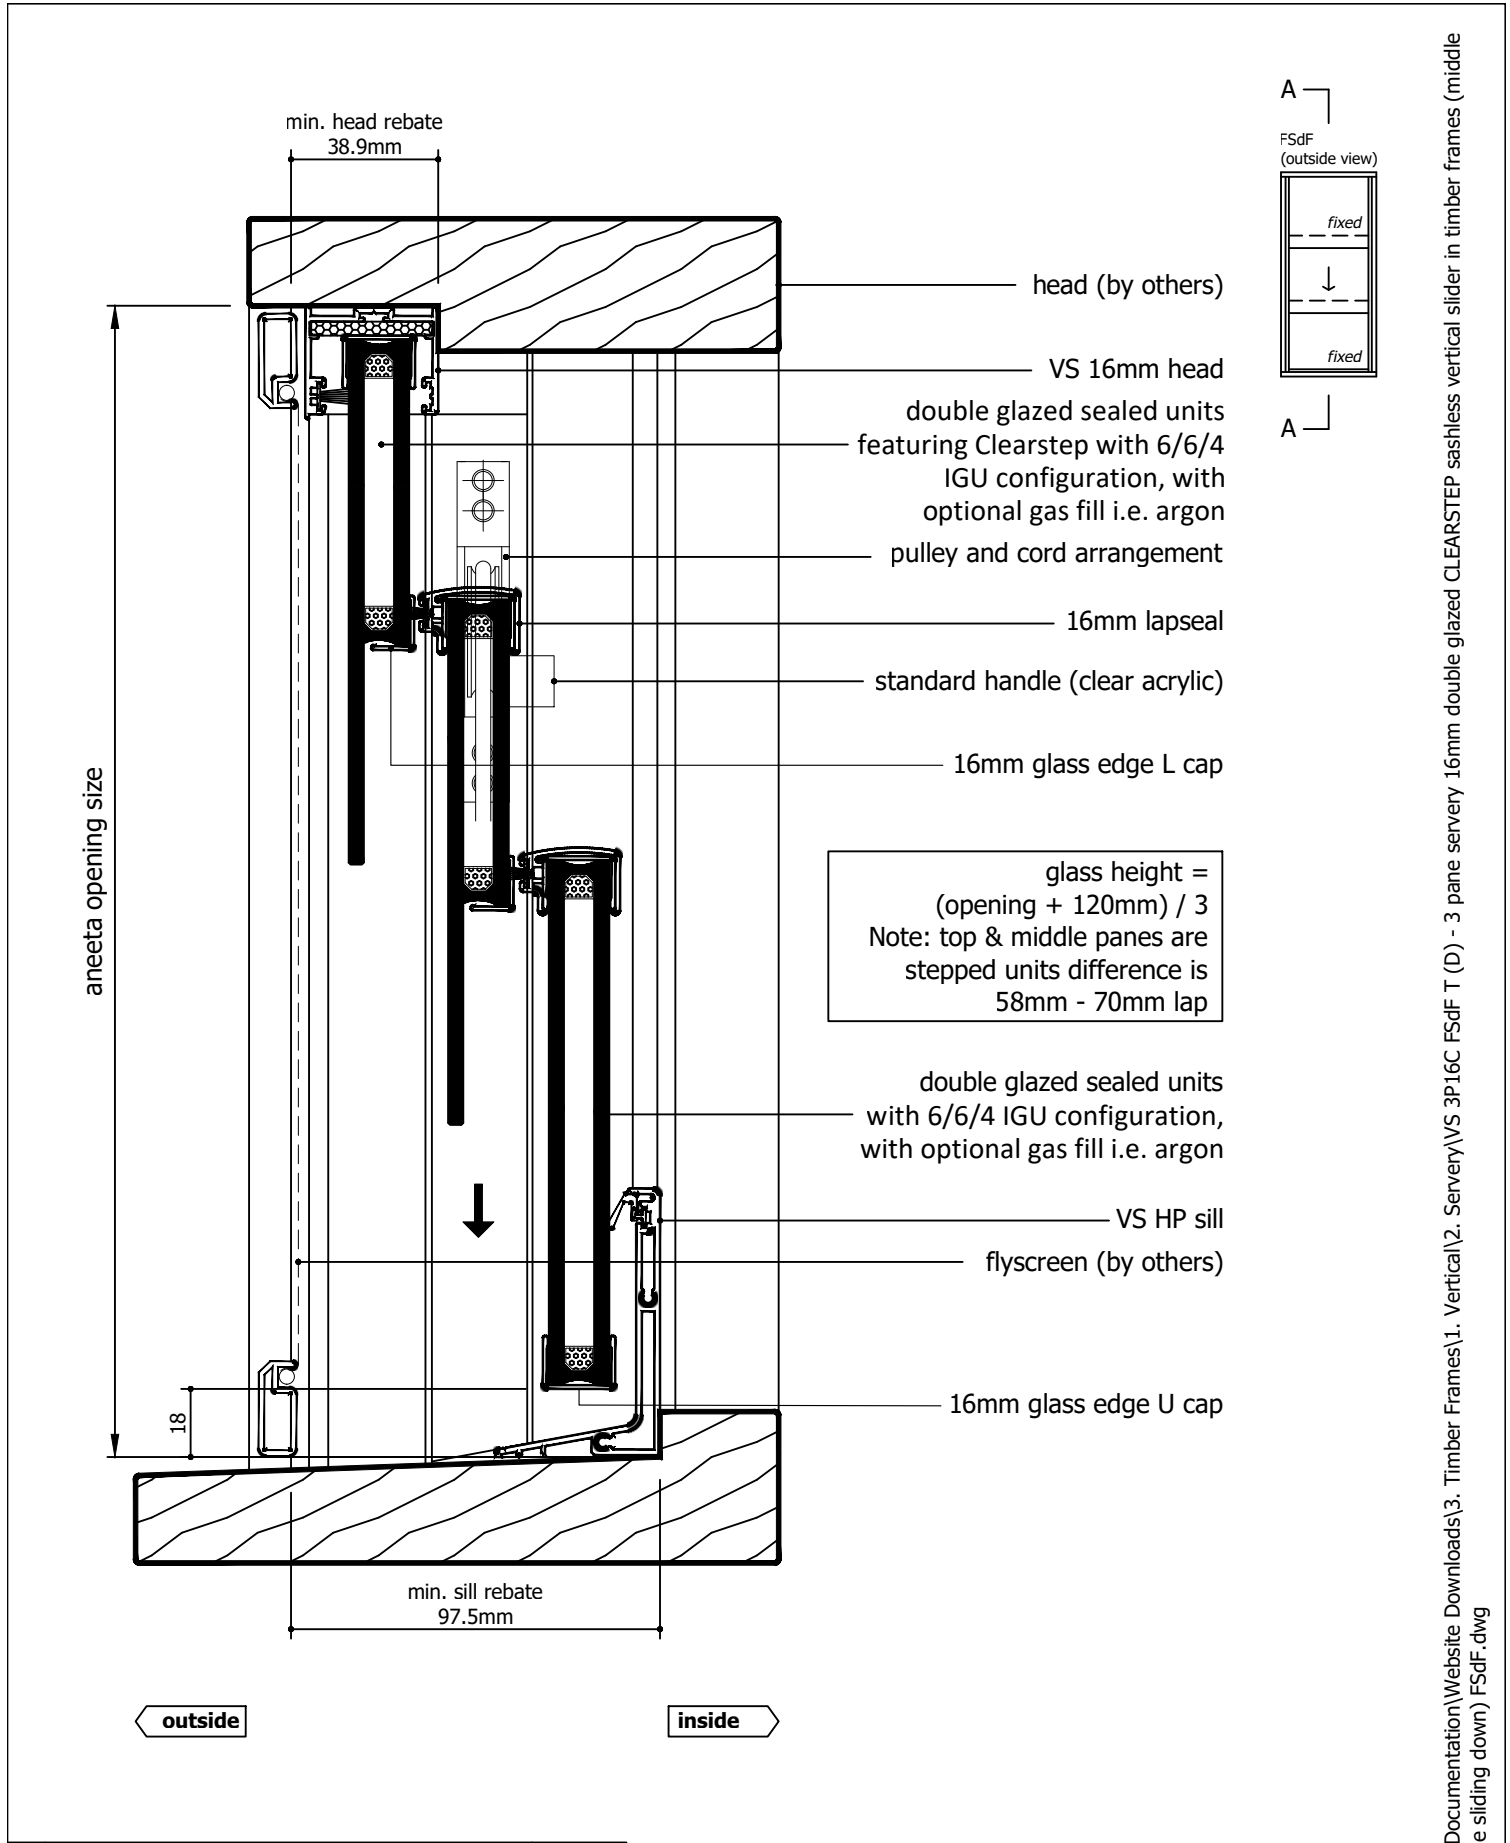 min. head rebate
38.9mm
A
FSdF
(outside view)
fixed
fixed
A
head (by others)
VS 16mm head
double glazed sealed units
featuring Clearstep with 6/6/4
IGU configuration, with
optional gas fill i.e. argon
pulley and cord arrangement
16mm lapseal
standard handle (clear acrylic)
16mm glass edge L cap
aneeta opening size
glass height =
(opening + 120mm) / 3
Note: top & middle panes are
stepped units difference is
58mm - 70mm lap
double glazed sealed units
with 6/6/4 IGU configuration,
with optional gas fill i.e. argon
VS HP sill
flyscreen (by others)
16mm glass edge U cap
18
min. sill rebate
97.5mm
outside
inside
Documentation\Website Downloads\3. Timber Frames\1. Vertical\2. Servery\VS 3P16C FSdF T (D) - 3 pane servery 16mm double glazed CLEARSTEP sashless vertical slider in timber frames (middle
e sliding down) FSdF.dwg